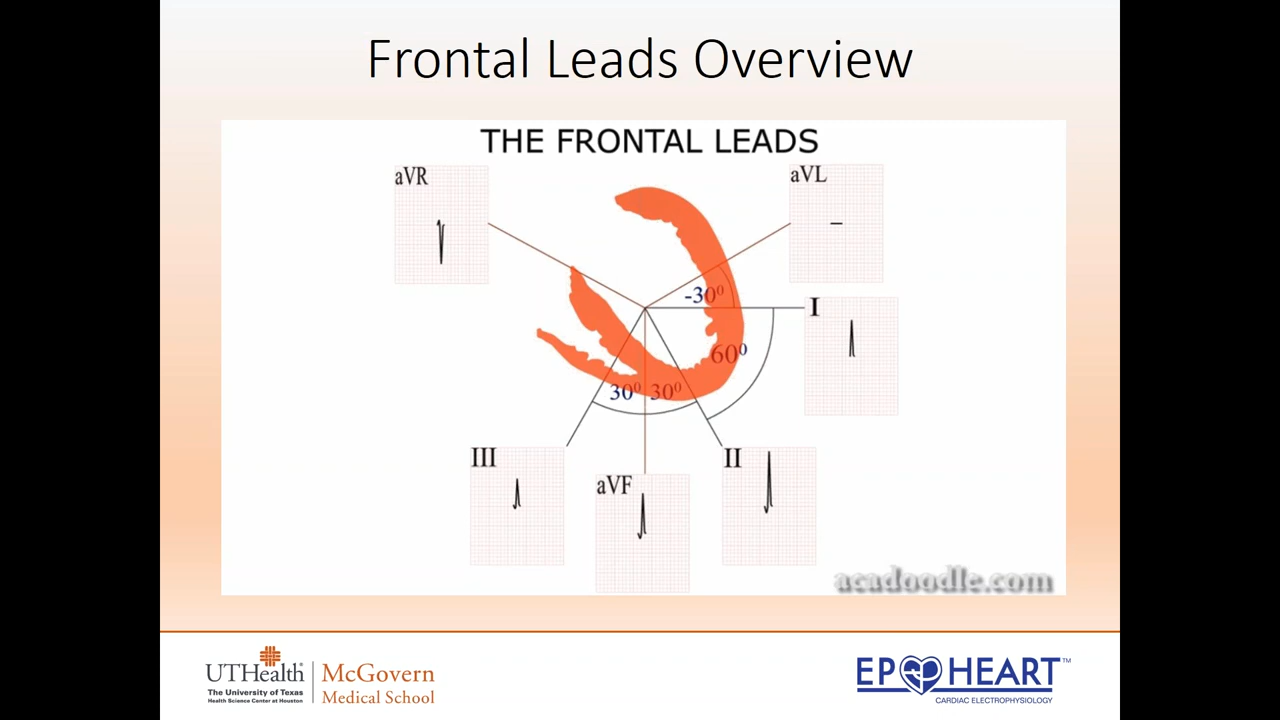 Frontal Leads Overview
THE FRONTAL LEADS
aVR
aVL
-30⁰
I
60⁰
30⁰ 30⁰
III
aVF
II
acadoodle.com
UTHealth
The University of Texas
Health Science Center at Houston
McGovern
Medical School
EP HEART™
CARDIAC ELECTROPHYSIOLOGY